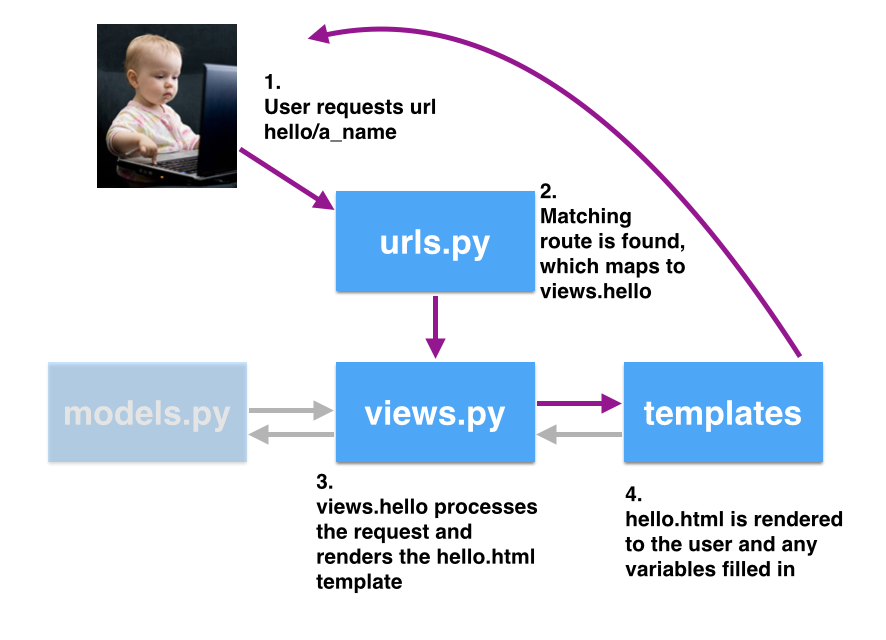 1.
User requests url
hello/a_name
urls.py
2.
Matching
route is found,
which maps to
views.hello
models.py
views.py
templates
3.
views.hello processes
the request and
renders the hello.html
template
4.
hello.html is rendered
to the user and any
variables filled in